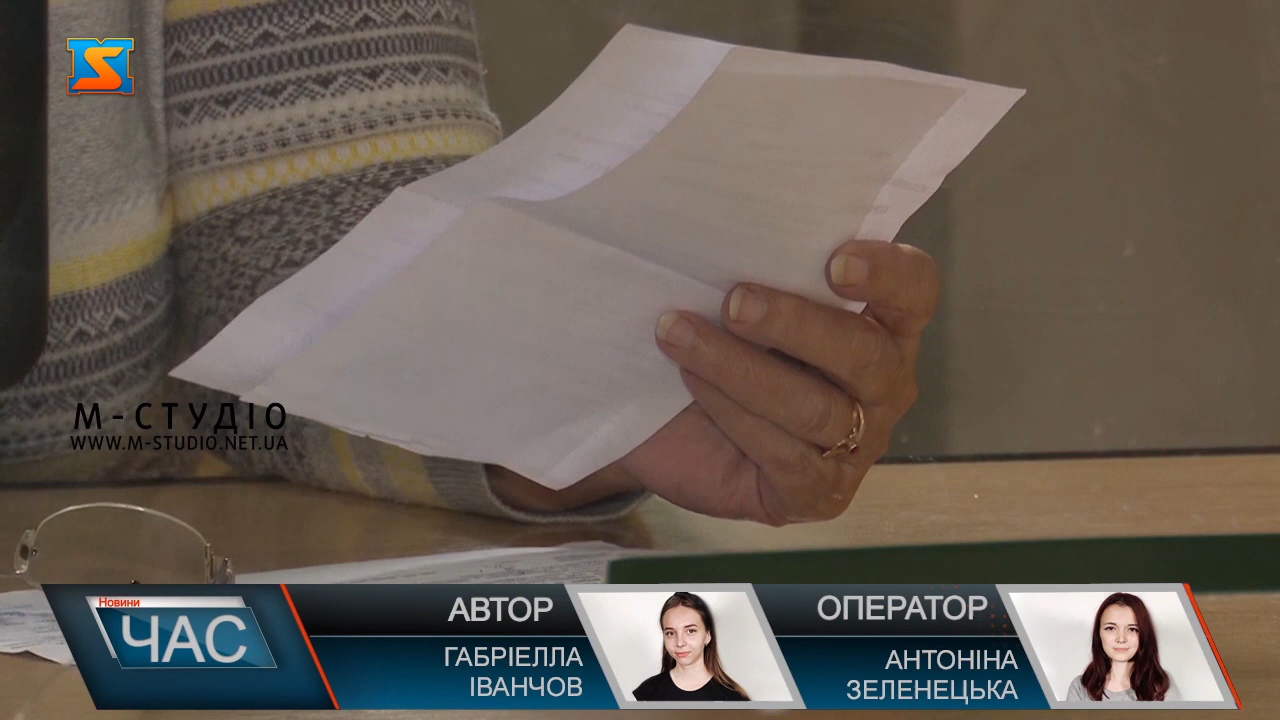 М-СТУДІО
WWW.M-STUDIO.NET.UA
Новини
ЧАС
АВТОР
ГАБРІЕЛЛА
ІВАНЧОВ
ОПЕРАТОР
АНТОНІНА
ЗЕЛЕНЕЦЬКА